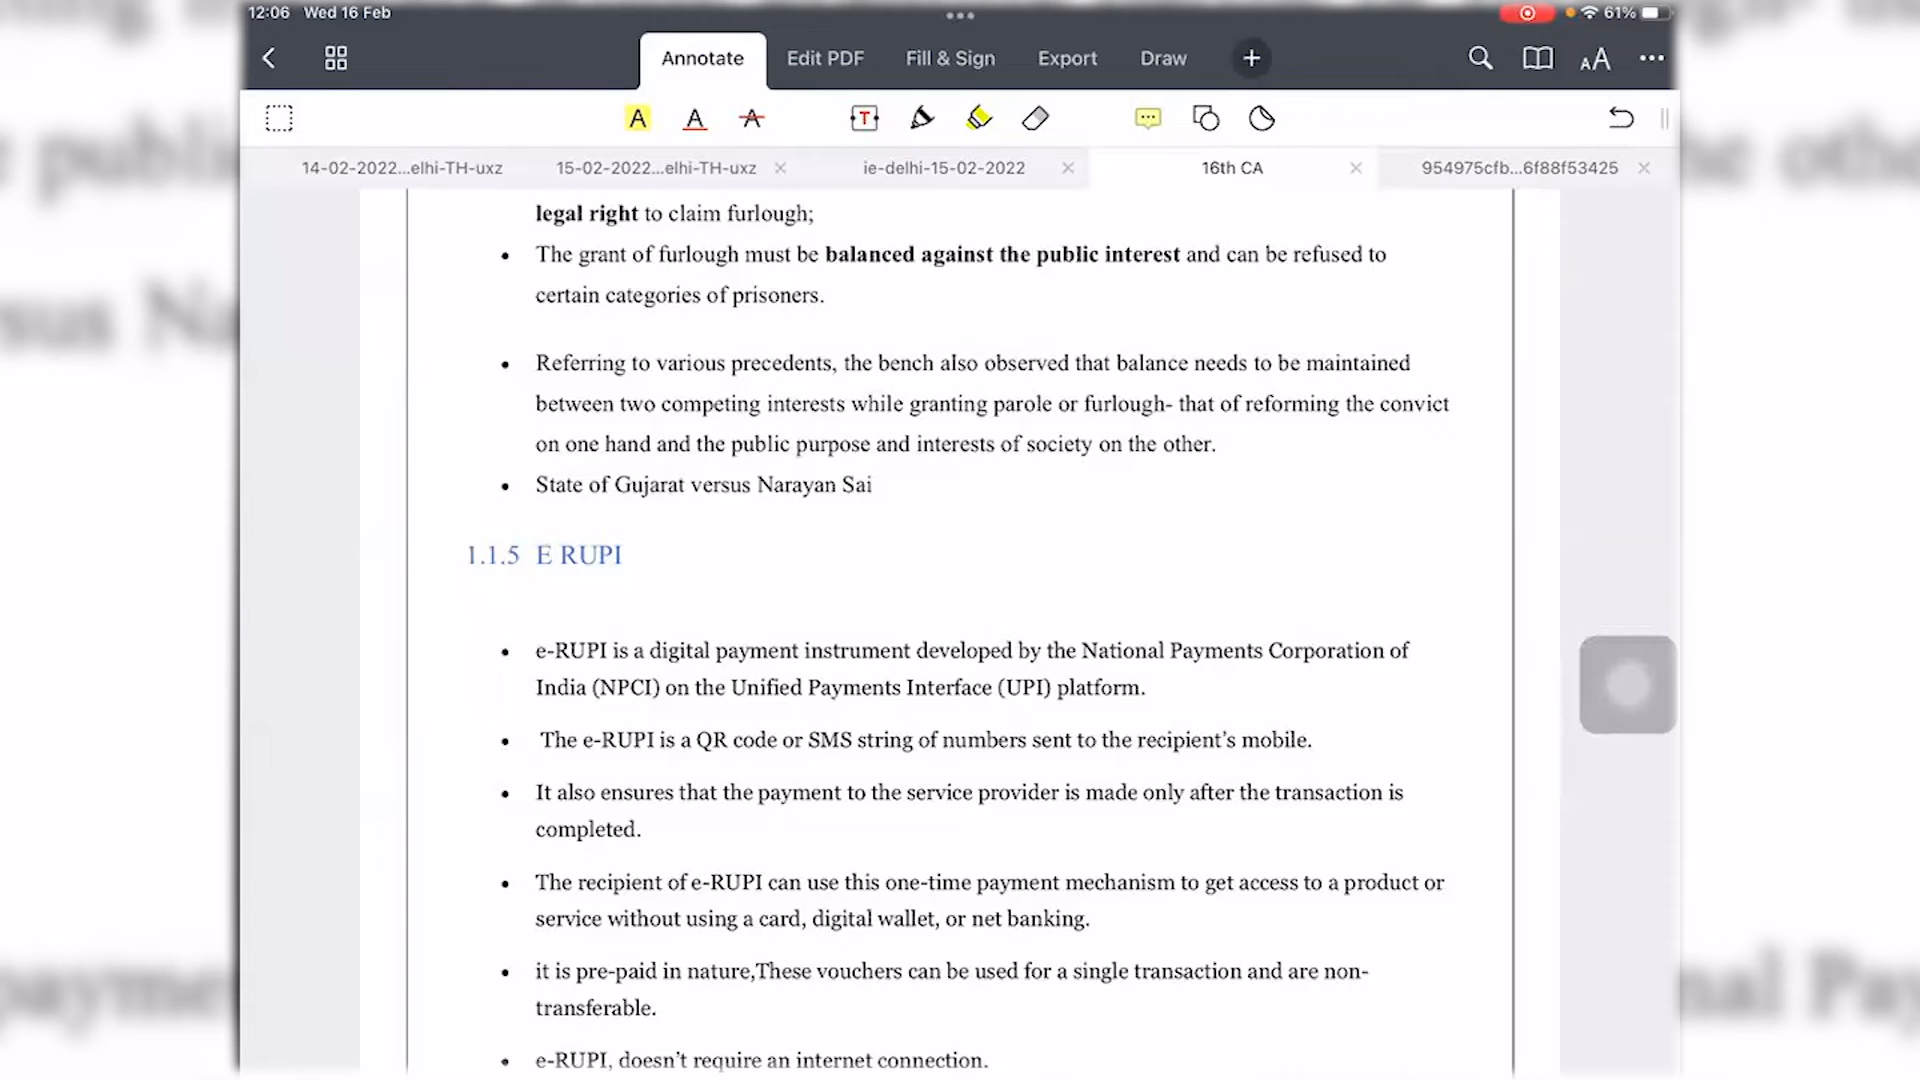 12:06 Wed 16 Feb
61%
Annotate Edit PDF Fill & Sign Export Draw
14-02-2022...elhi-TH-uxz 15-02-2022...elhi-TH-uxz ie-delhi-15-02-2022 16th CA 954975cfb...6f88f53425
legal right to claim furlough;
• The grant of furlough must be balanced against the public interest and can be refused to
certain categories of prisoners.
• Referring to various precedents, the bench also observed that balance needs to be maintained
between two competing interests while granting parole or furlough- that of reforming the convict
on one hand and the public purpose and interests of society on the other.
• State of Gujarat versus Narayan Sai
1.1.5 E RUPI
• e-RUPI is a digital payment instrument developed by the National Payments Corporation of
India (NPCI) on the Unified Payments Interface (UPI) platform.
• The e-RUPI is a QR code or SMS string of numbers sent to the recipient's mobile.
• It also ensures that the payment to the service provider is made only after the transaction is
completed.
• The recipient of e-RUPI can use this one-time payment mechanism to get access to a product or
service without using a card, digital wallet, or net banking.
• it is pre-paid in nature,These vouchers can be used for a single transaction and are non-
transferable.
• e-RUPI, doesn't require an internet connection.